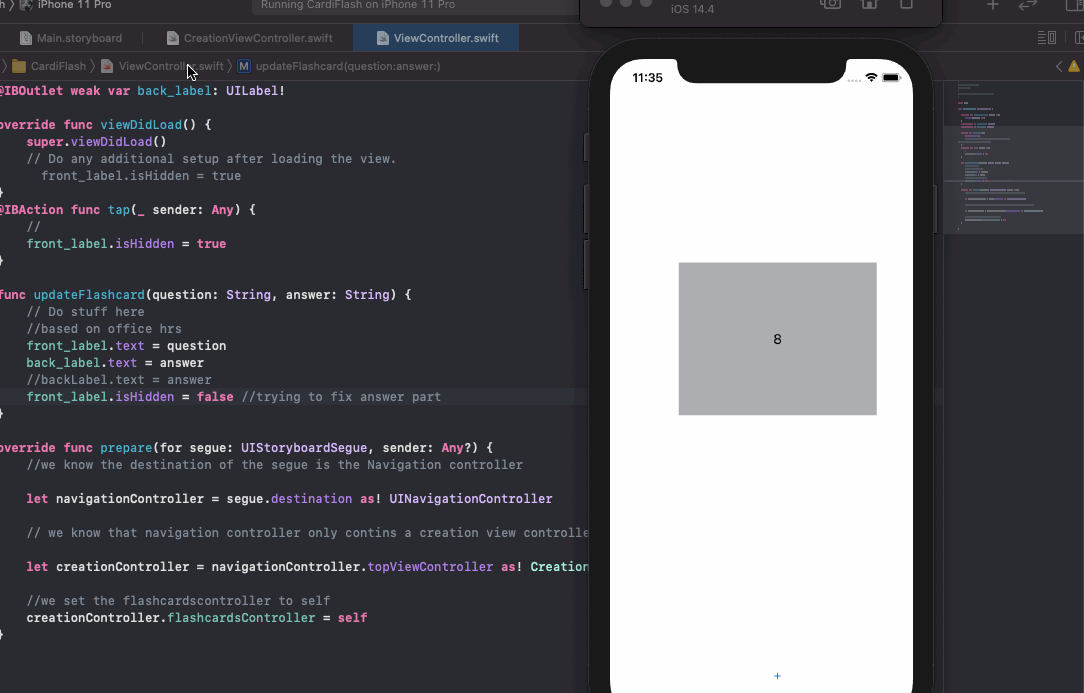 h
iPhone 11 Pro
Running CardiFlash on iPhone 11 Pro
iOS 14.4
Main.storyboard
CreationViewController.swift
ViewController.swift
CardiFlash
ViewController.swift
M
updateFlashcard(question:answer:)
@IBOutlet weak var back_label: UILabel!
override func viewDidLoad() {
super.viewDidLoad()
// Do any additional setup after loading the view.
front_label.isHidden = true
}
@IBAction func tap(_ sender: Any) {
//
front_label.isHidden = true
}
func updateFlashcard(question: String, answer: String) {
// Do stuff here
//based on office hrs
front_label.text = question
back_label.text = answer
//backLabel.text = answer
front_label.isHidden = false //trying to fix answer part
}
override func prepare(for segue: UIStoryboardSegue, sender: Any?) {
//we know the destination of the segue is the Navigation controller
let navigationController = segue.destination as! UINavigationController
// we know that navigation controller only contins a creation view controlle
let creationController = navigationController.topViewController as! Creation
//we set the flashcardscontroller to self
creationController.flashcardsController = self
}
11:35
8
+